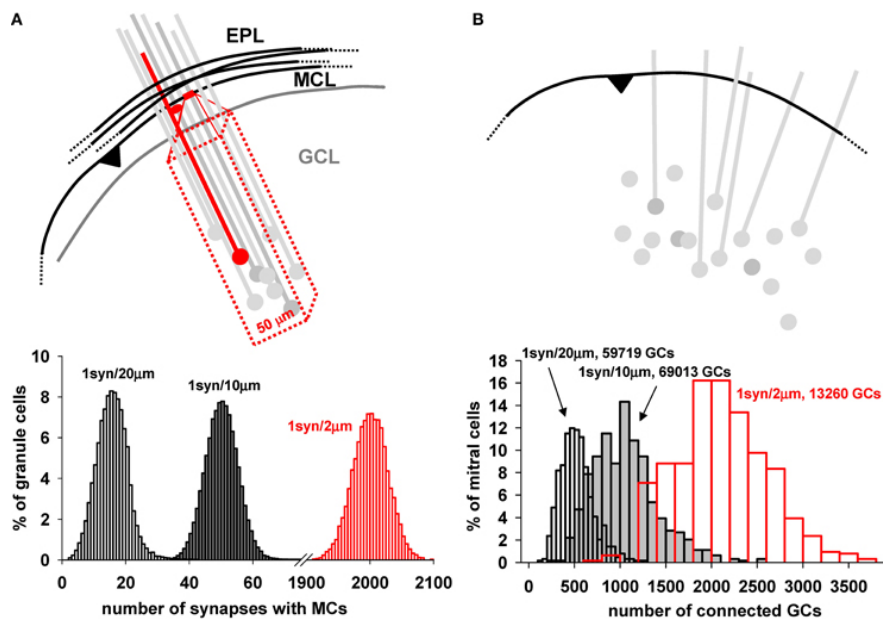 A
EPL
MCL
GCL
50 μm
10
8
6
4
2
0
% of granule cells
1syn/20μm
1syn/10μm
1syn/2μm
0 20 40 60 1900 2000 2100
number of synapses with MCs
B
18
16
14
12
10
8
6
4
2
0
% of mitral cells
1syn/20μm, 59719 GCs
1syn/10μm, 69013 GCs
1syn/2μm, 13260 GCs
0 500 1000 1500 2000 2500 3000 3500
number of connected GCs